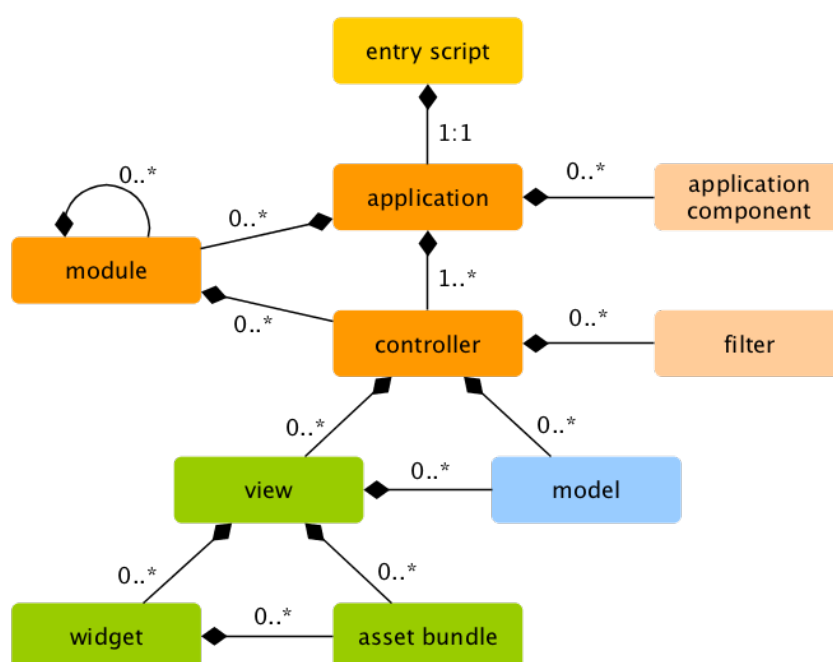 entry script
1:1
0..*
application
0..*
application
component
0..*
module
1..*
0..*
controller
0..*
filter
0..*
0..*
view
0..*
model
0..*
0..*
widget
0..*
asset bundle